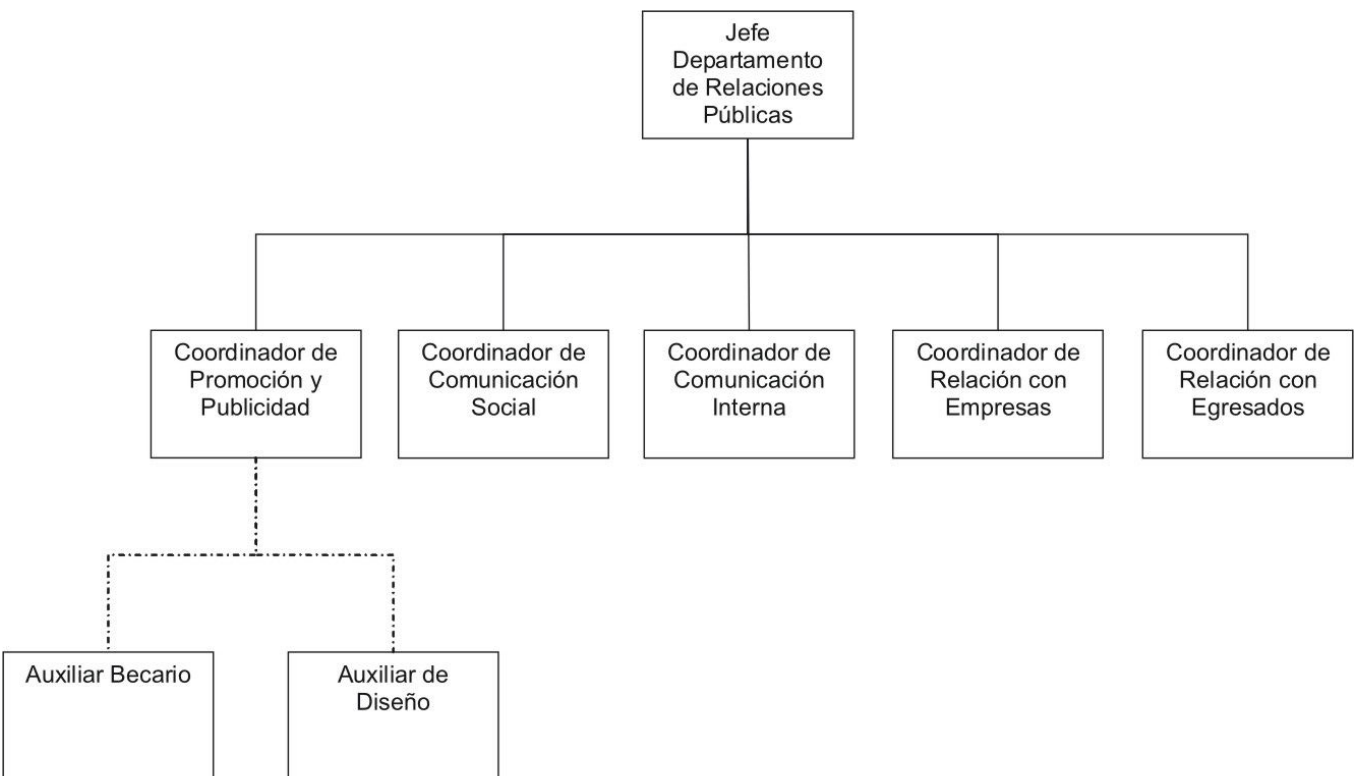 Jefe
Departamento
de Relaciones
Públicas
Coordinador de
Promoción y
Publicidad
Coordinador de
Comunicación
Social
Coordinador de
Comunicación
Interna
Coordinador de
Relación con
Empresas
Coordinador de
Relación con
Egresados
Auxiliar Becario
Auxiliar de
Diseño